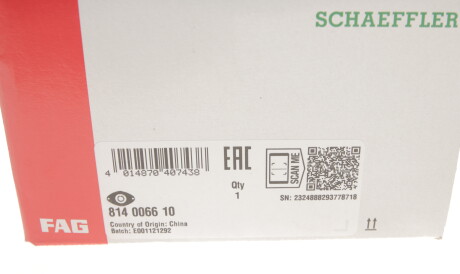 SCHAEFFLER
4 014870 407438
EAC
Qty
1
SCAN ME
SN: 2324888293778718
814 0066 10
Country of Origin: China
Batch: E001121292
FAG